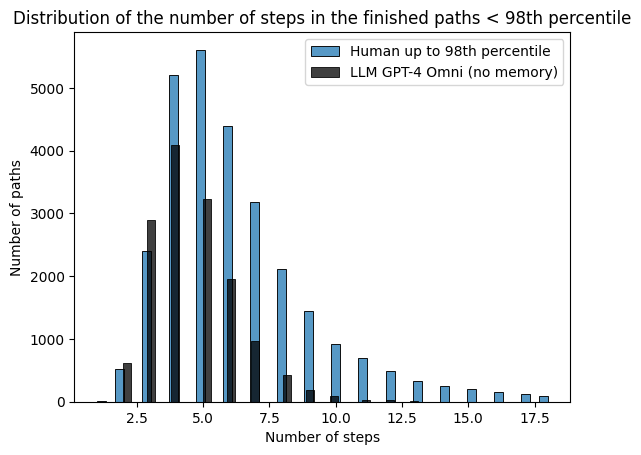 Distribution of the number of steps in the finished paths < 98th percentile
Human up to 98th percentile
LLM GPT-4 Omni (no memory)
Number of paths
5000
4000
3000
2000
1000
0
2.5 5.0 7.5 10.0 12.5 15.0 17.5
Number of steps